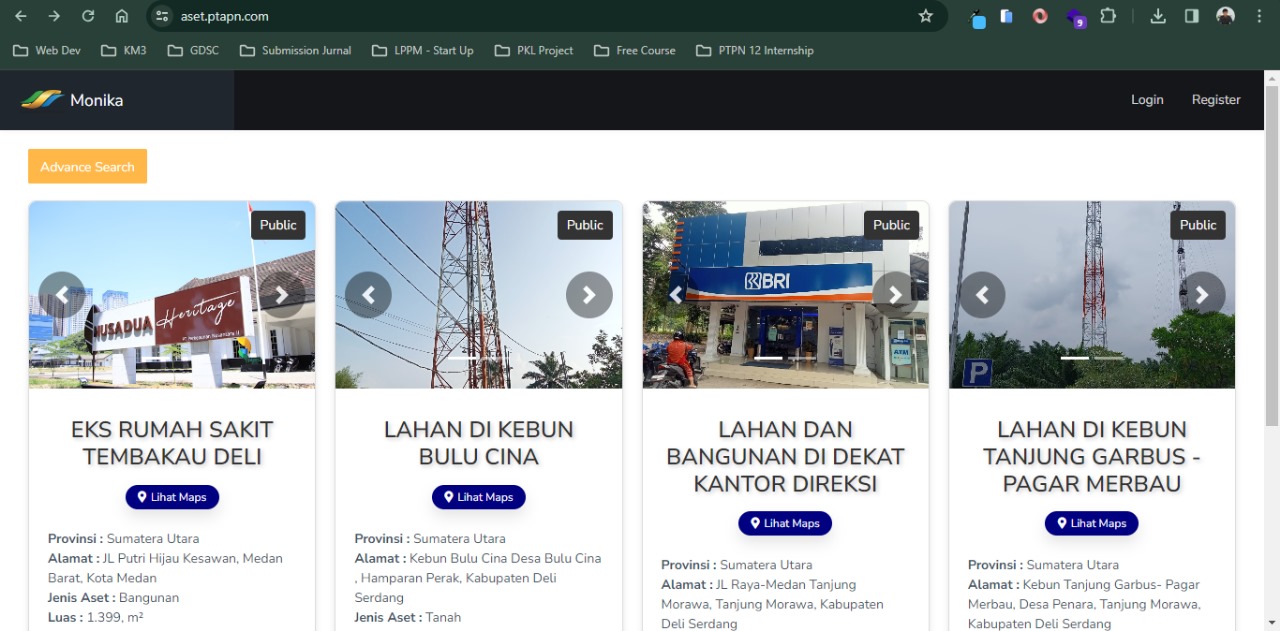 aset.ptapn.com
9
Web Dev
KM3
GDSC
Submission Jurnal
LPPM - Start Up
PKL Project
Free Course
PTPN 12 Internship
Monika
Login
Register
Advance Search
Public
NUSADUA
Heritage
EKS RUMAH SAKIT
TEMBAKAU DELI
Lihat Maps
Provinsi : Sumatera Utara
Alamat : JL Putri Hijau Kesawan, Medan
Barat, Kota Medan
Jenis Aset : Bangunan
Luas : 1.399, m²
Public
LAHAN DI KEBUN
BULU CINA
Lihat Maps
Provinsi : Sumatera Utara
Alamat : Kebun Bulu Cina Desa Bulu Cina
, Hamparan Perak, Kabupaten Deli
Serdang
Jenis Aset : Tanah
Public
BRI
ATM
LAHAN DAN
BANGUNAN DI DEKAT
KANTOR DIREKSI
Lihat Maps
Provinsi : Sumatera Utara
Alamat : JL Raya-Medan Tanjung
Morawa, Tanjung Morawa, Kabupaten
Deli Serdang
Public
P
LAHAN DI KEBUN
TANJUNG GARBUS -
PAGAR MERBAU
Lihat Maps
Provinsi : Sumatera Utara
Alamat : Kebun Tanjung Garbus- Pagar
Merbau, Desa Penara, Tanjung Morawa,
Kabupaten Deli Serdang